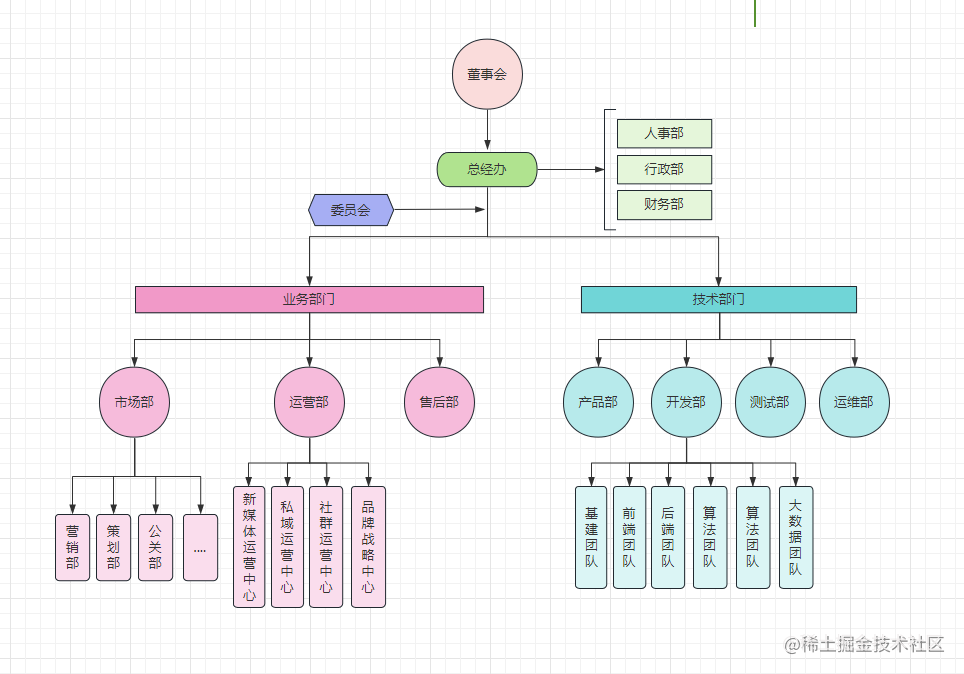 董事会
总经办
人事部
行政部
财务部
委员会
业务部门
技术部门
市场部
运营部
售后部
产品部
开发部
测试部
运维部
营销部
策划部
公关部
....
新媒体运营中心
私域运营中心
社群运营中心
品牌战略中心
基建团队
前端团队
后端团队
算法团队
算法团队
大数据团队
@稀土掘金技术社区